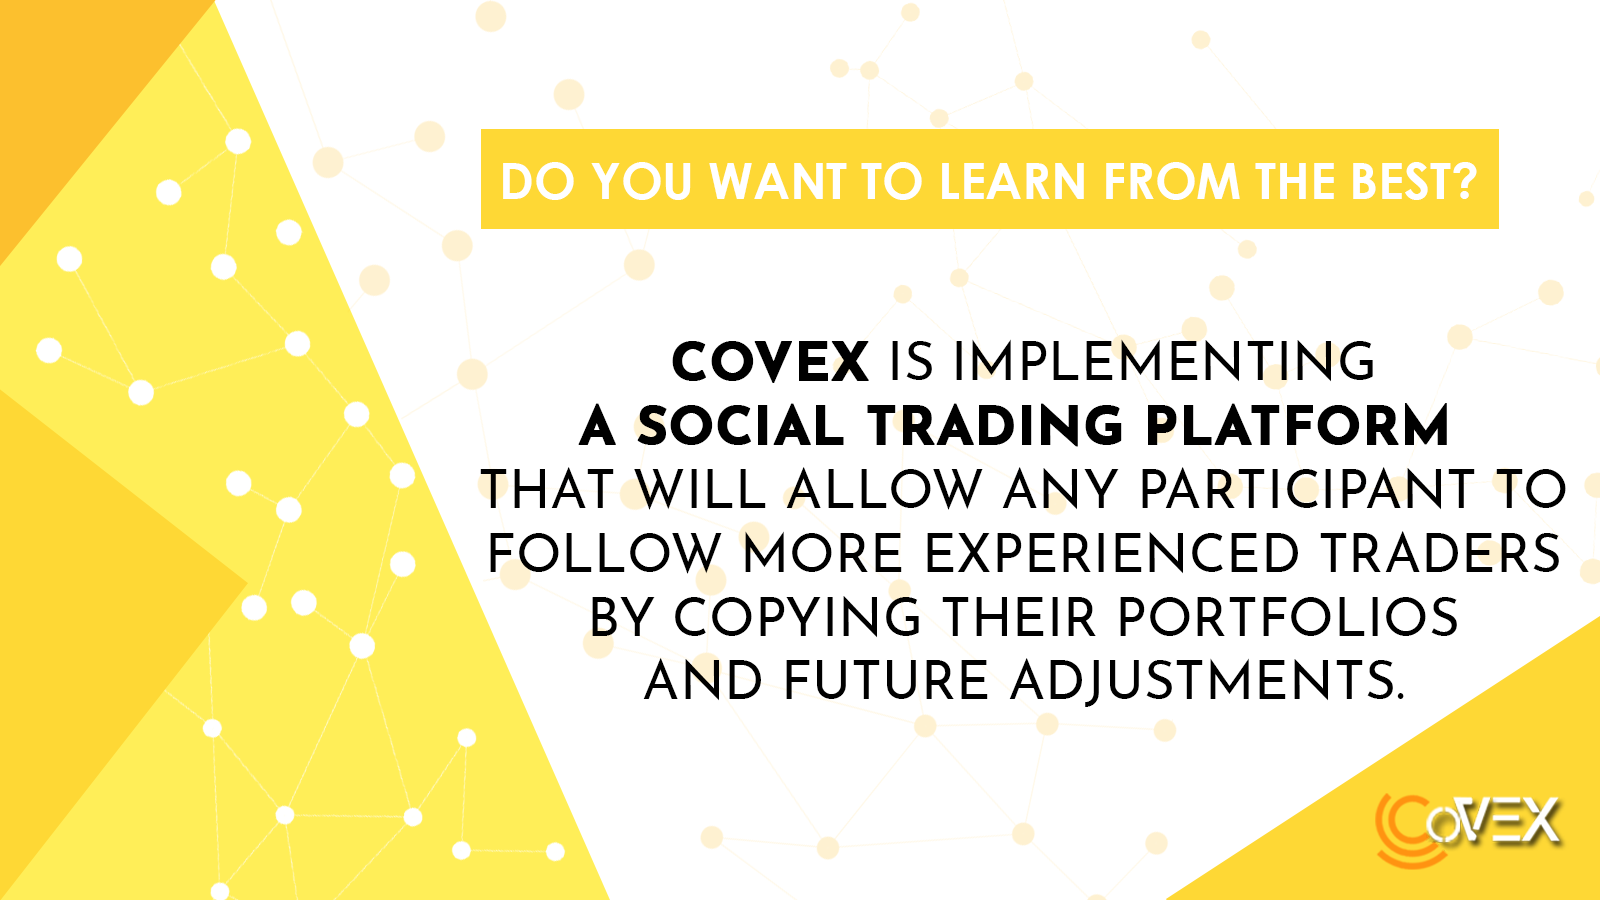 DO YOU WANT TO LEARN FROM THE BEST?
COVEX IS IMPLEMENTING
A SOCIAL TRADING PLATFORM
THAT WILL ALLOW ANY PARTICIPANT TO
FOLLOW MORE EXPERIENCED TRADERS
BY COPYING THEIR PORTFOLIOS
AND FUTURE ADJUSTMENTS.
CoVEX